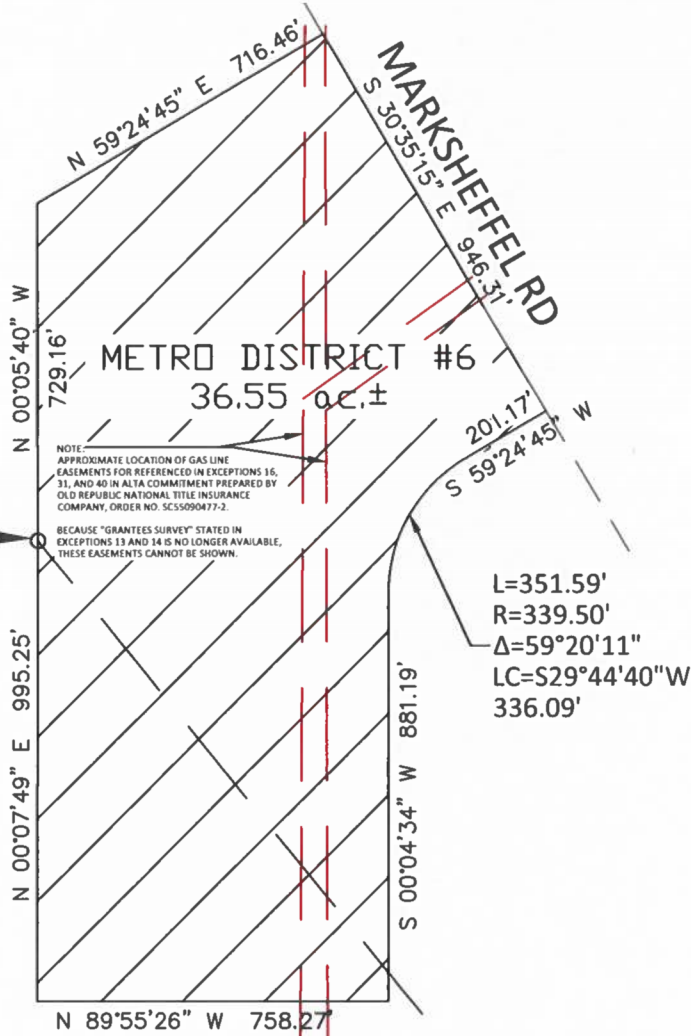 N 59°24'45" E 716.46'
MARKSHEFFEL RD
S 30°35'15" E 946.31'
N 00°05'40" W
729.16'
METRO DISTRICT #6
36.55 ac.±
201.17'
S 59°24'45" W
NOTE:
APPROXIMATE LOCATION OF GAS LINE
EASEMENTS FOR REFERENCED IN EXCEPTIONS 16,
31, AND 40 IN ALTA COMMITMENT PREPARED BY
OLD REPUBLIC NATIONAL TITLE INSURANCE
COMPANY, ORDER NO. SC55090477-2.
BECAUSE "GRANTEES SURVEY" STATED IN
EXCEPTIONS 13 AND 14 IS NO LONGER AVAILABLE,
THESE EASEMENTS CANNOT BE SHOWN.
L=351.59'
R=339.50'
Δ=59°20'11"
LC=S29°44'40"W
336.09'
N 00°07'49" E 995.25'
S 00°04'34" W 881.19'
N 89°55'26" W 758.27'